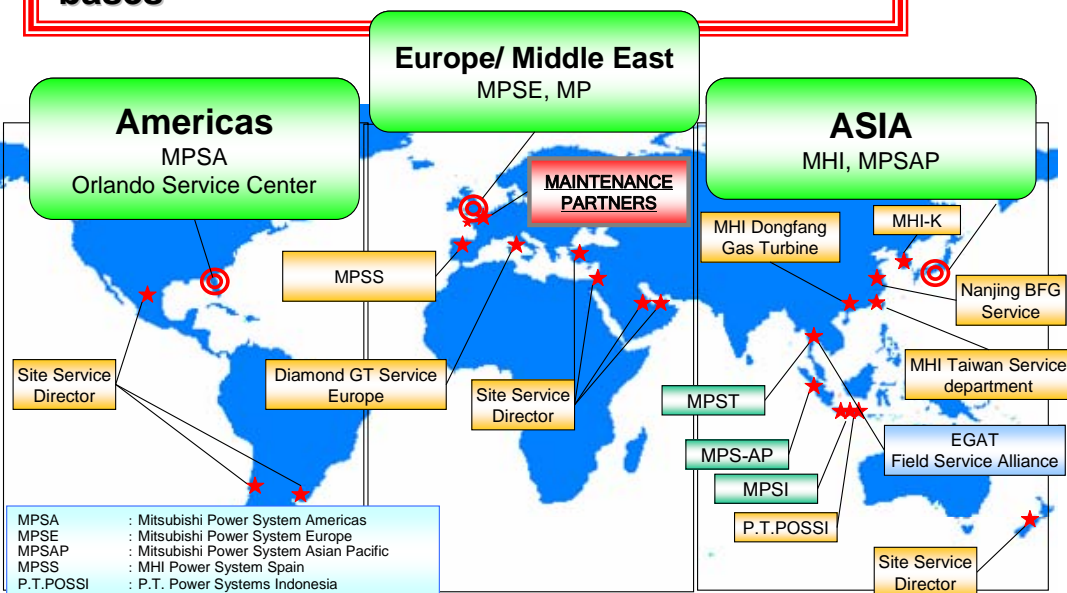 bases
Europe/ Middle East
MPSE, MP
Americas
MPSA
Orlando Service Center
ASIA
MHI, MPSAP
MAINTENANCE
PARTNERS
MHI Dongfang
Gas Turbine
MHI-K
MPSS
Nanjing BFG
Service
Site Service
Director
Diamond GT Service
Europe
Site Service
Director
MHI Taiwan Service
department
MPST
EGAT
Field Service Alliance
MPS-AP
MPSI
P.T.POSSI
Site Service
Director
MPSA : Mitsubishi Power System Americas
MPSE : Mitsubishi Power System Europe
MPSAP : Mitsubishi Power System Asian Pacific
MPSS : MHI Power System Spain
P.T.POSSI : P.T. Power Systems Indonesia